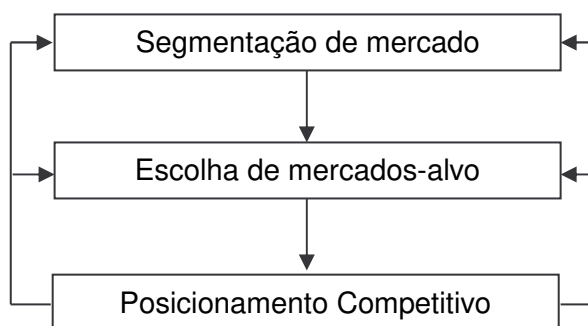 Segmentação de mercado
Escolha de mercados-alvo
Posicionamento Competitivo